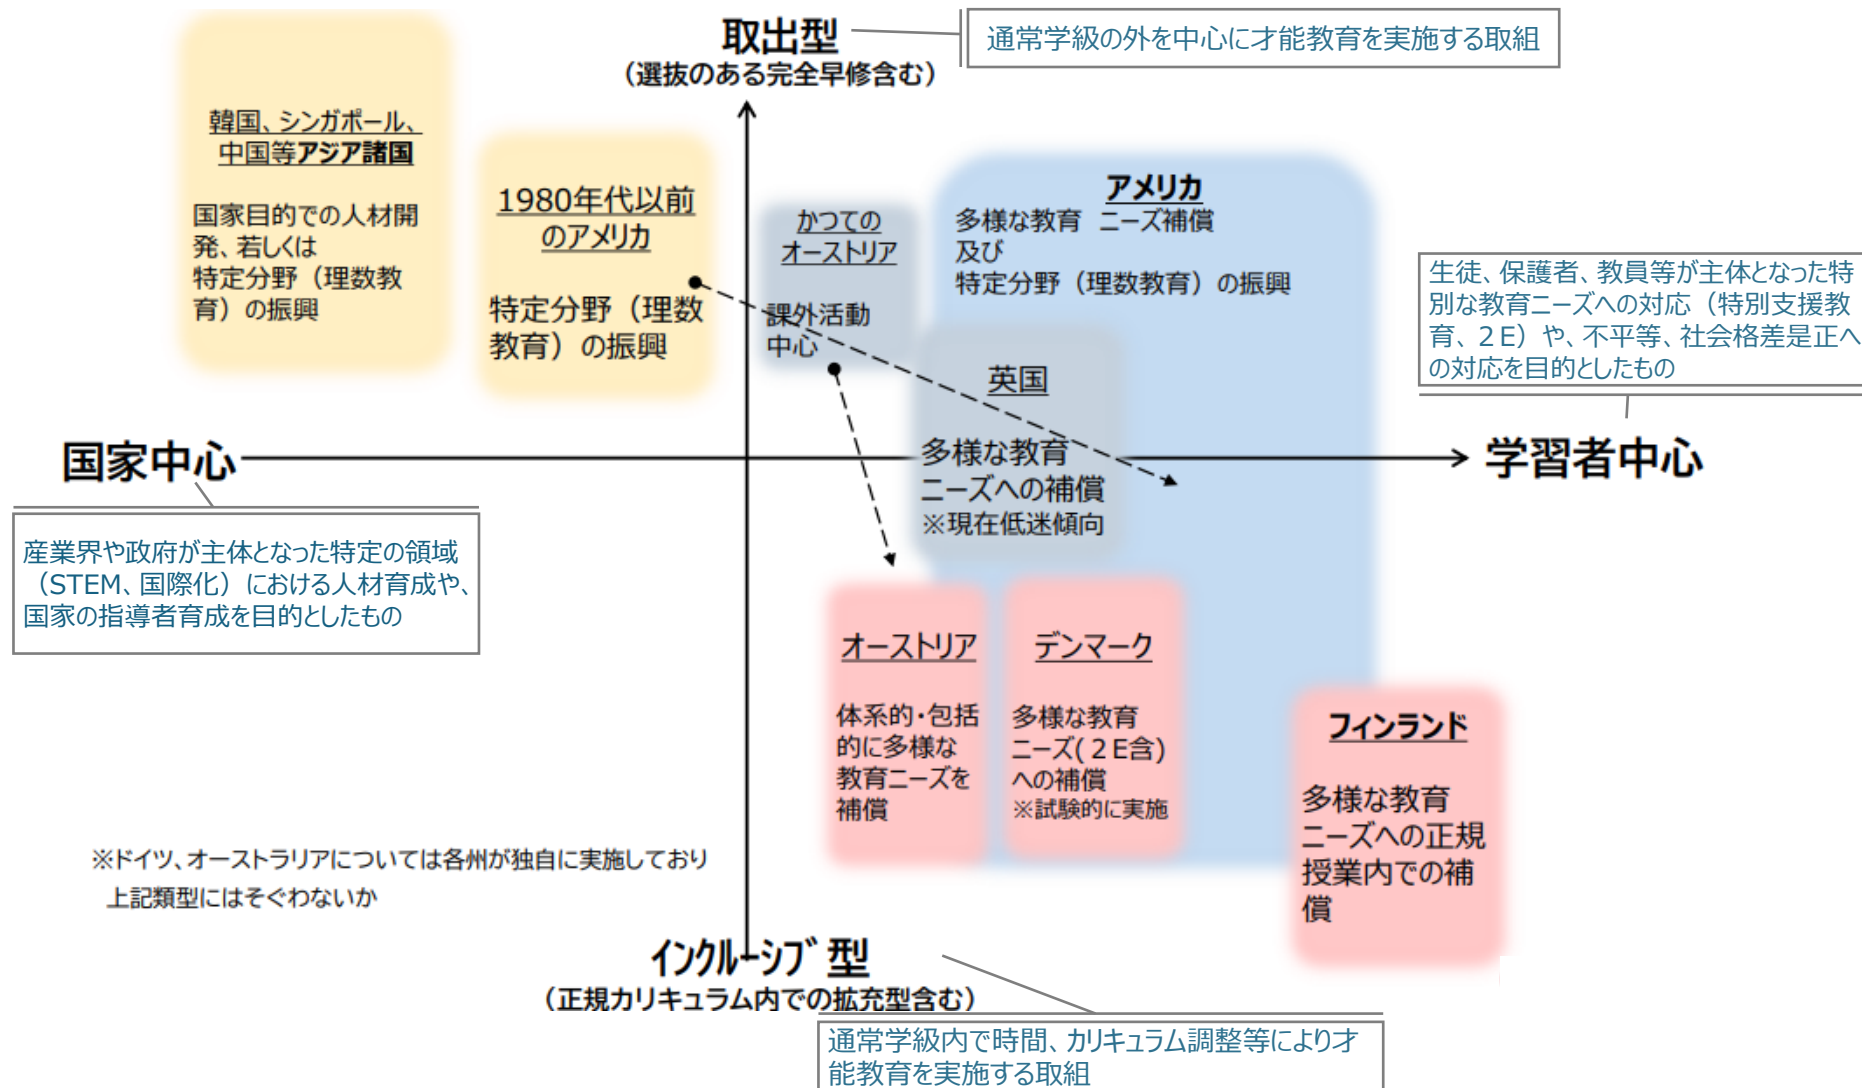 取出型
（選抜のある完全早修含む）
通常学級の外を中心に才能教育を実施する取組
韓国、シンガポール、
中国等アジア諸国
国家目的での人材開
発、若しくは
特定分野（理数教
育）の振興
1980年代以前
のアメリカ
特定分野（理数
教育）の振興
かつての
オーストリア
課外活動
中心
アメリカ
多様な教育 ニーズ補償
及び
特定分野（理数教育）の振興
生徒、保護者、教員等が主体となった特
別な教育ニーズへの対応（特別支援教
育、２E）や、不平等、社会格差是正へ
の対応を目的としたもの
英国
多様な教育
ニーズへの補償
※現在低迷傾向
国家中心
学習者中心
産業界や政府が主体となった特定の領域
（STEM、国際化）における人材育成や、
国家の指導者育成を目的としたもの
オーストリア
体系的・包括
的に多様な
教育ニーズを
補償
デンマーク
多様な教育
ニーズ(２E含)
への補償
※試験的に実施
フィンランド
多様な教育
ニーズへの正規
授業内での補
償
※ドイツ、オーストラリアについては各州が独自に実施しており
上記類型にはそぐわないか
ｲﾝｸﾙｰｼﾌﾞ型
（正規カリキュラム内での拡充型含む）
通常学級内で時間、カリキュラム調整等により才
能教育を実施する取組